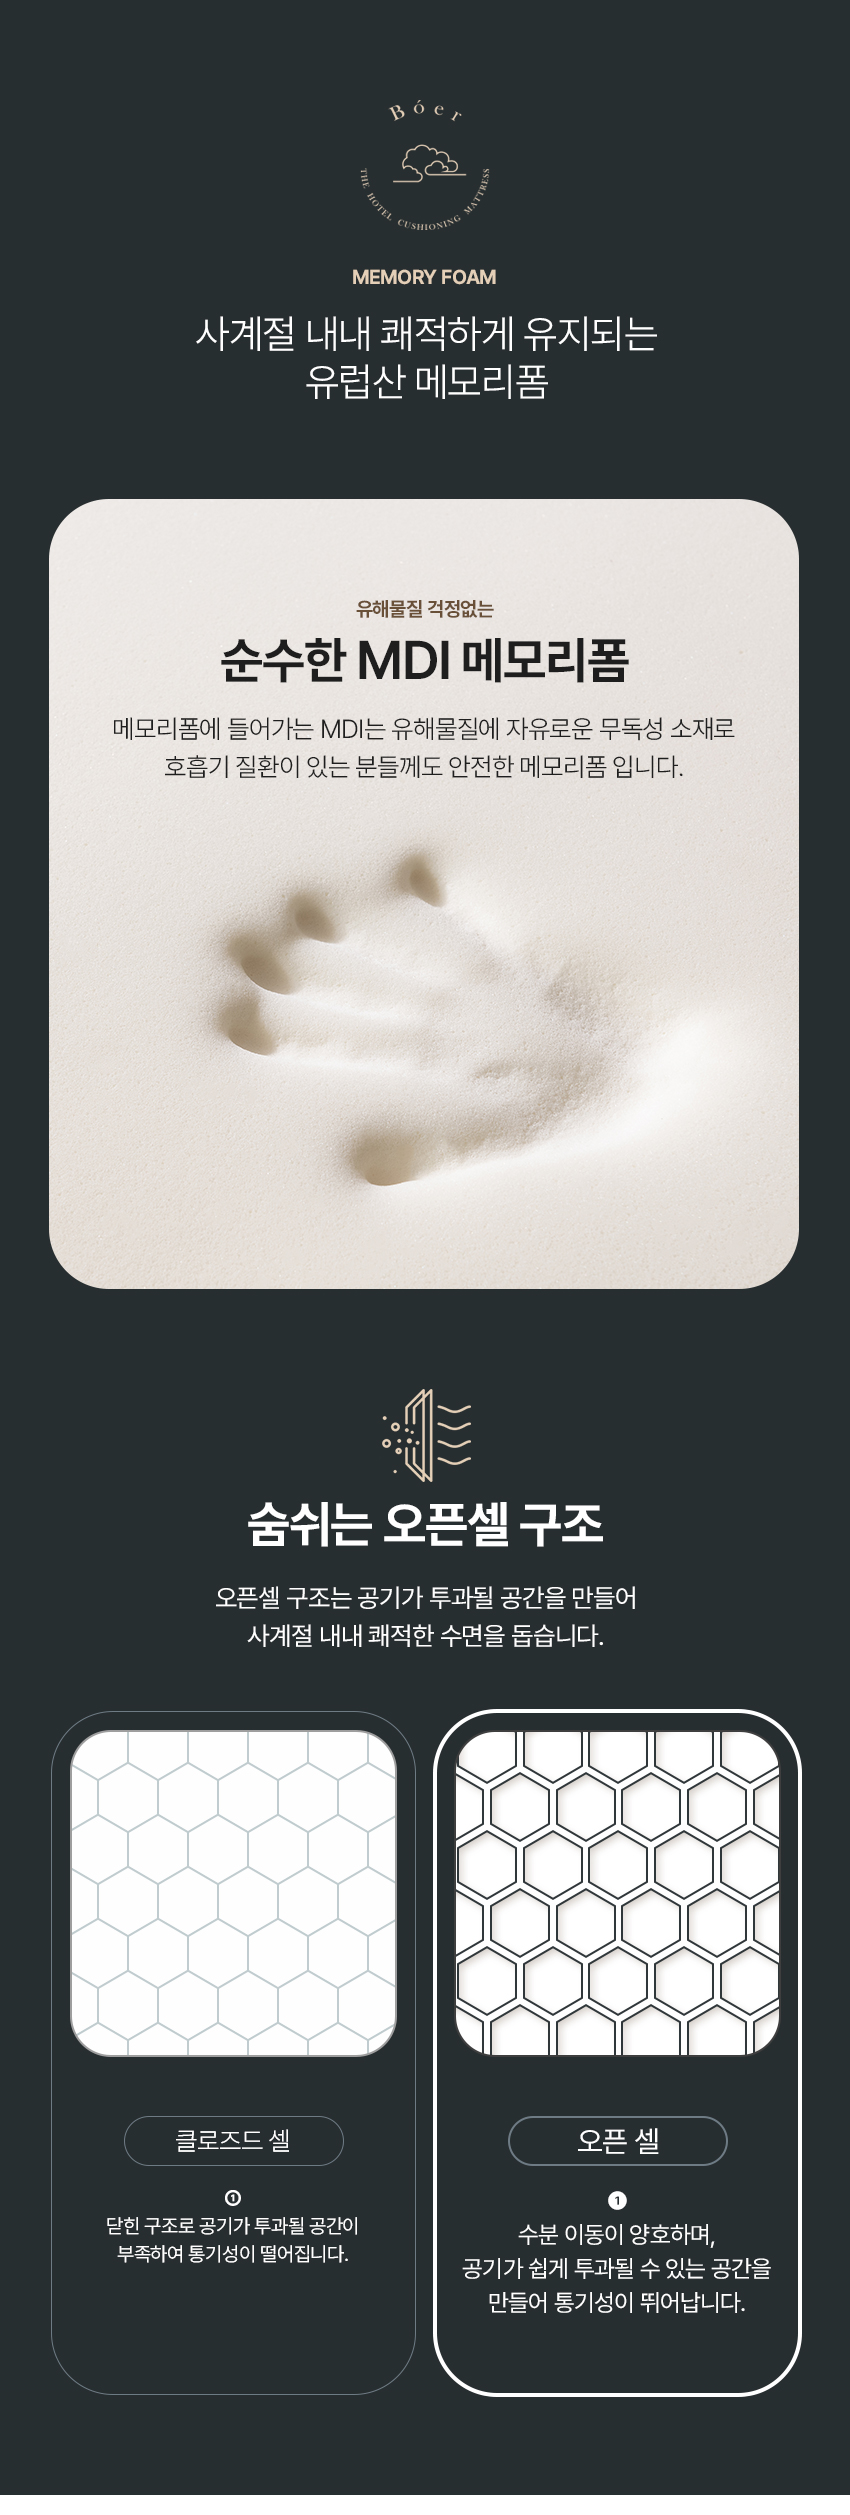 Bóer
THE HOTEL CUSHIONING MATTRESS
MEMORY FOAM
사계절 내내 쾌적하게 유지되는
유럽산 메모리폼
유해물질 걱정없는
순수한 MDI 메모리폼
메모리폼에 들어가는 MDI는 유해물질에 자유로운 무독성 소재로
호흡기 질환이 있는 분들께도 안전한 메모리폼 입니다.
숨쉬는 오픈셀 구조
오픈셀 구조는 공기가 투과될 공간을 만들어
사계절 내내 쾌적한 수면을 돕습니다.
클로즈드 셀
1
닫힌 구조로 공기가 투과될 공간이
부족하여 통기성이 떨어집니다.
오픈 셀
1
수분 이동이 양호하며,
공기가 쉽게 투과될 수 있는 공간을
만들어 통기성이 뛰어납니다.